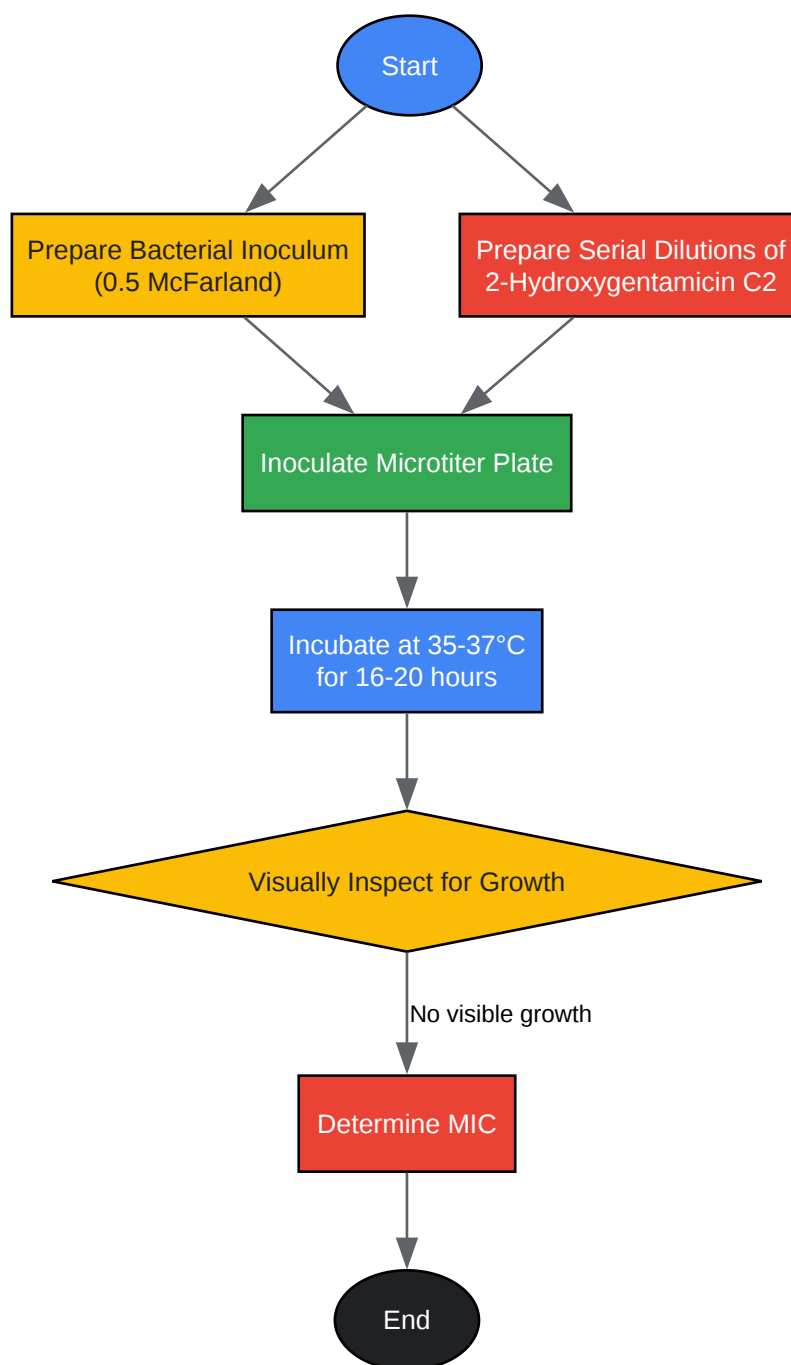 Start
Prepare Bacterial Inoculum
(0.5 McFarland)
Prepare Serial Dilutions of
2-Hydroxygentamicin C2
Inoculate Microtiter Plate
Incubate at 35-37°C
for 16-20 hours
Visually Inspect for Growth
No visible growth
Determine MIC
End